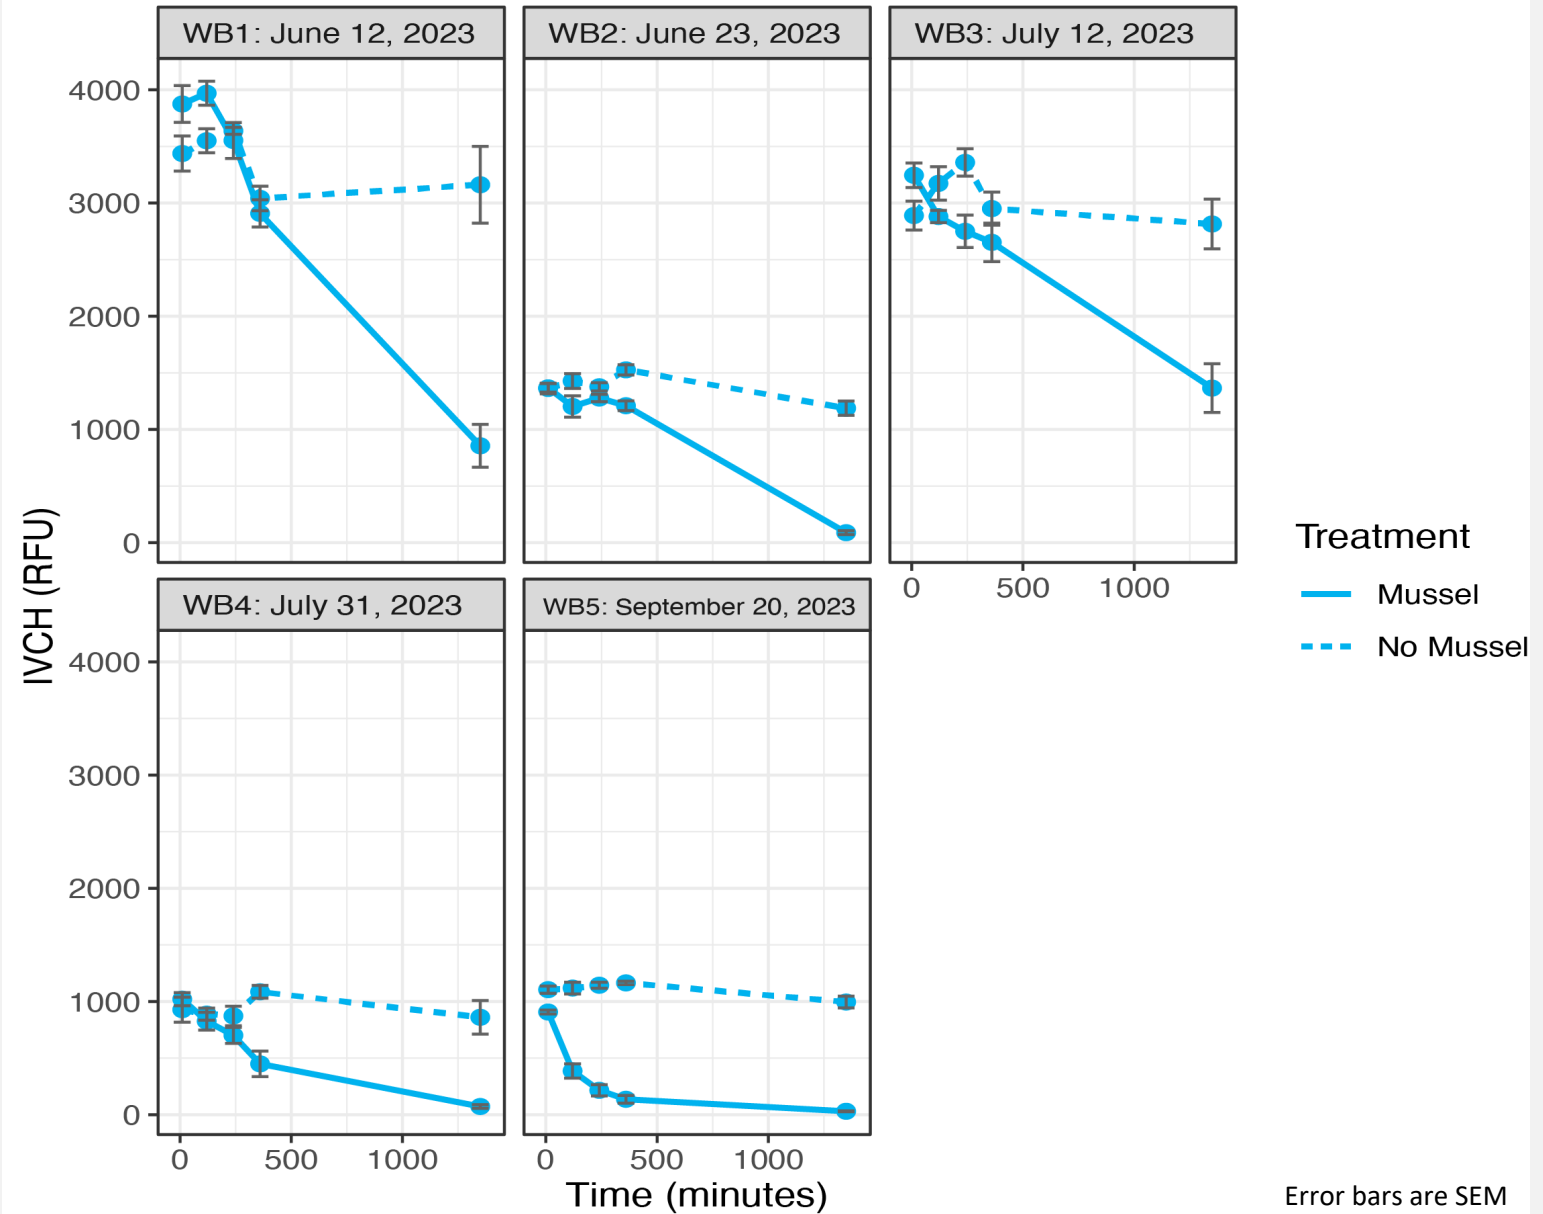 WB1: June 12, 2023
WB2: June 23, 2023
WB3: July 12, 2023
4000
3000
2000
1000
0
0 500 1000
IVCH (RFU)
Treatment
Mussel
No Mussel
WB4: July 31, 2023
WB5: September 20, 2023
4000
3000
2000
1000
0
0 500 1000
0 500 1000
Time (minutes)
Error bars are SEM